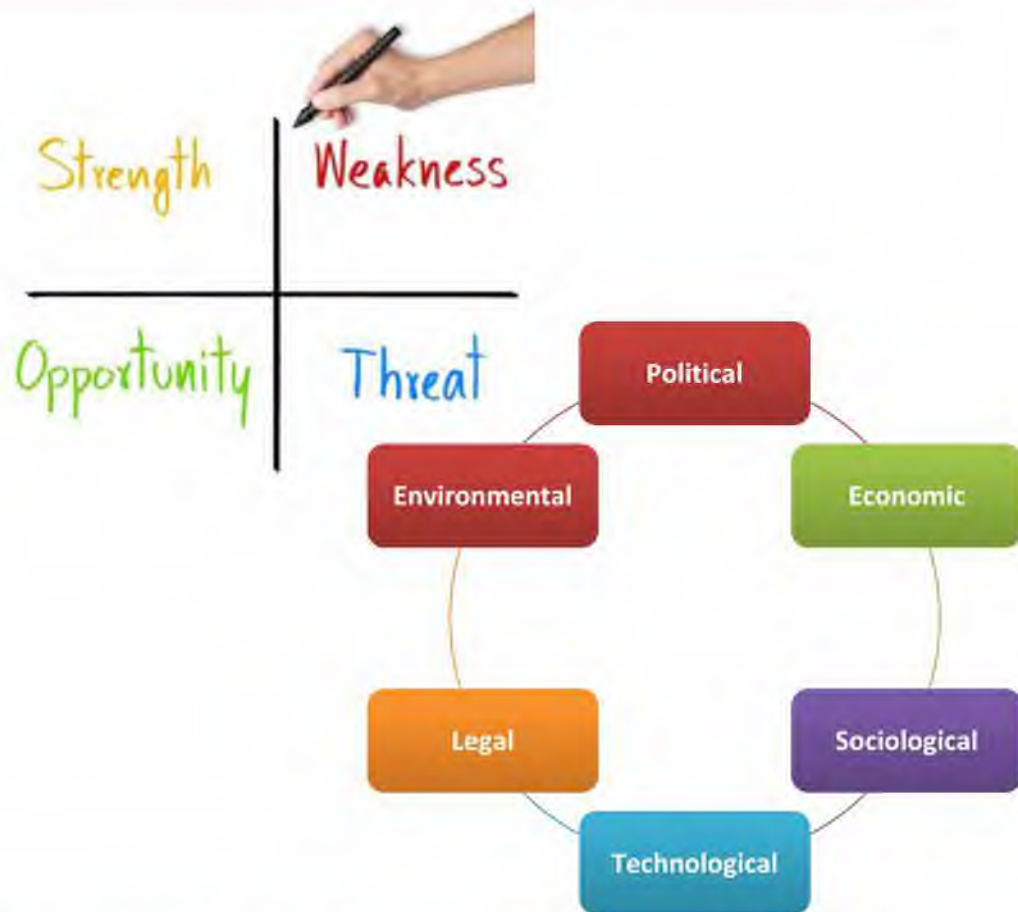 Strength
Weakness
Opportunity
Threat
Political
Environmental
Economic
Legal
Sociological
Technological